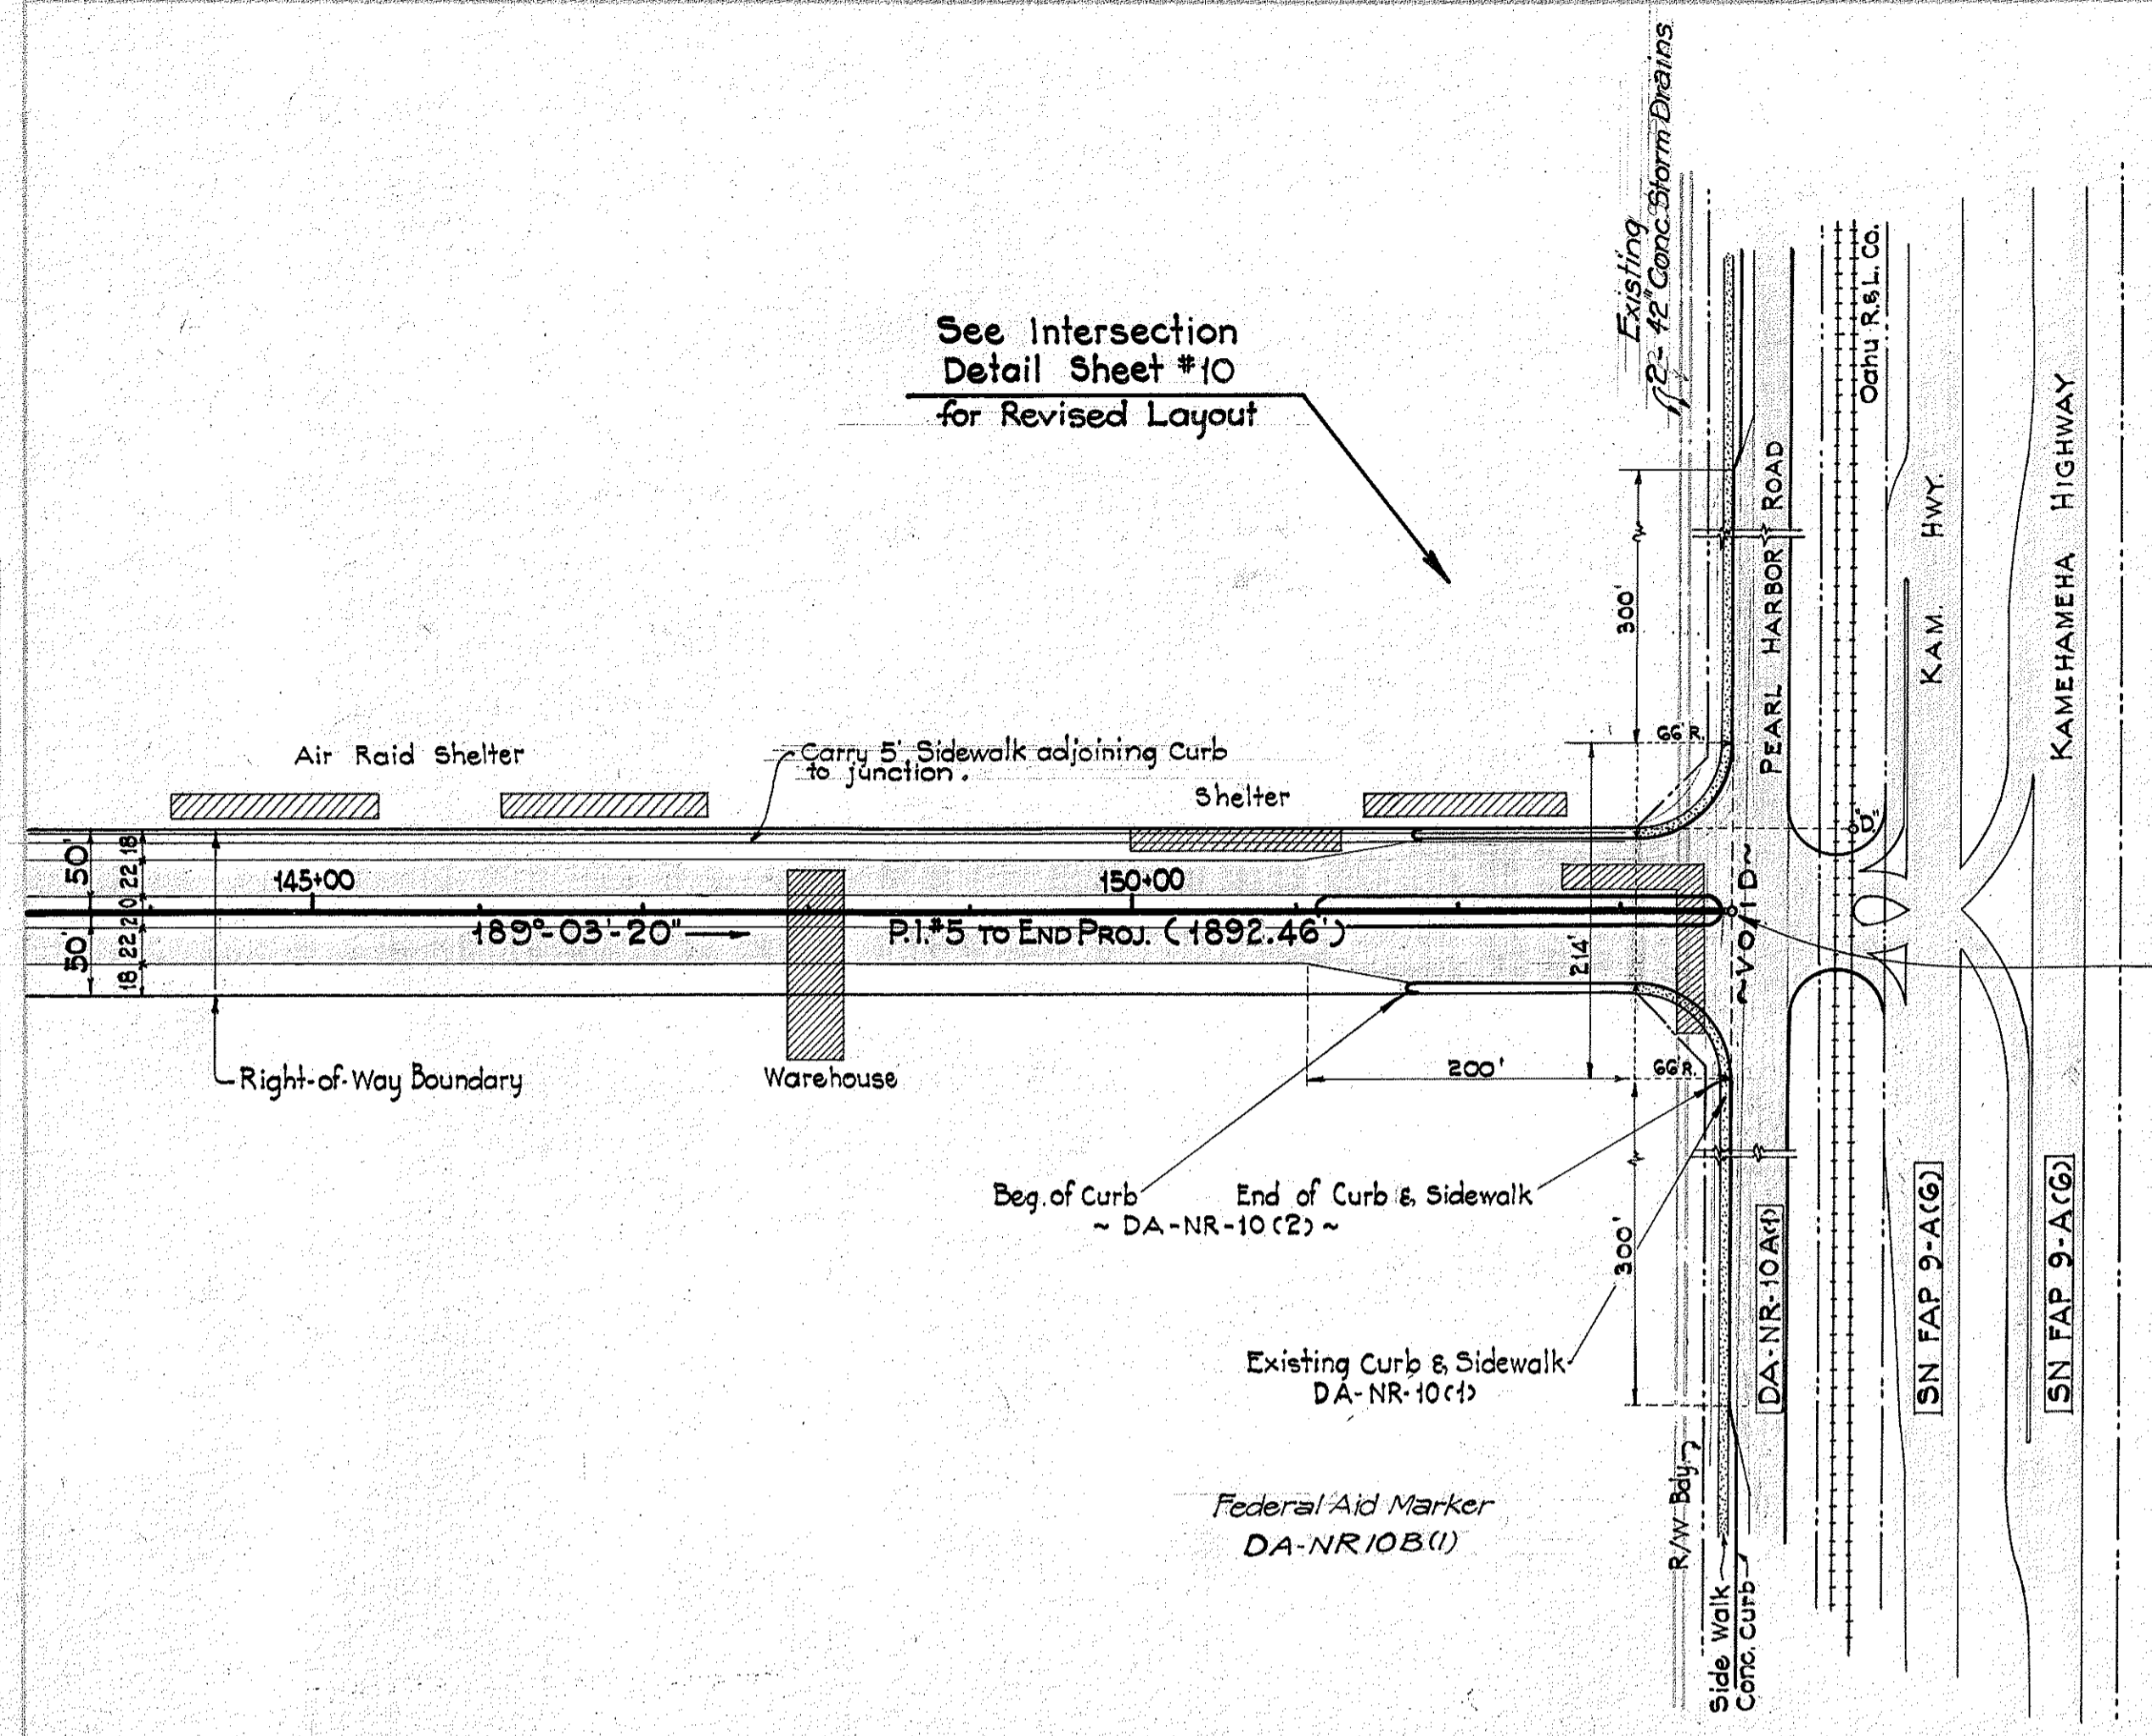 See Intersection
Detail Sheet #10
for Revised Layout
Existing
2-42" Conc. Storm Drains
Oahu R.& L. Co.
PEARL HARBOR ROAD
KAM. HWY.
KAMEHAMEHA HIGHWAY
300'
66'R.
Air Raid Shelter
Carry 5' Sidewalk adjoining Curb
to junction.
Shelter
"D"
50'
18
22
20
22
18
50'
145+00
150+00
189°-03'-20"
P.I.#5 TO END PROJ. (1892.46')
214'
~VOID~
Right-of-Way Boundary
Warehouse
200'
66'R.
Beg. of Curb
End of Curb & Sidewalk
~ DA-NR-10(2) ~
300'
Existing Curb & Sidewalk
DA-NR-10(1)
DA-NR-10A(1)
SN FAP 9-A(6)
SN FAP 9-A(6)
Federal Aid Marker
DA-NR10B(1)
R/W Bdy.
Side Walk
Conc. Curb